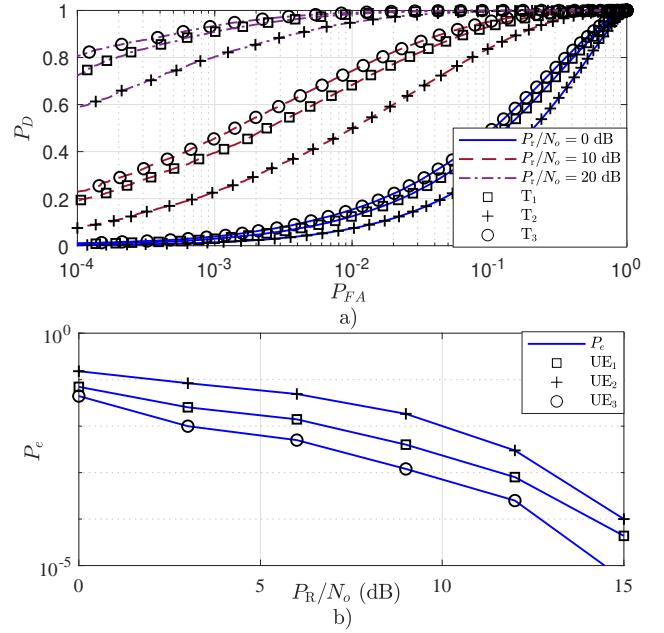 1
0.8
0.6
0.4
0.2
0
P_D
10^-4
10^-3
10^-2
10^-1
10^0
P_FA
P_r/N_o = 0 dB
P_r/N_o = 10 dB
P_r/N_o = 20 dB
T_1
T_2
T_3
a)
10^0
10^-5
P_e
P_e
UE_1
UE_2
UE_3
0
5
10
15
P_R/N_o (dB)
b)